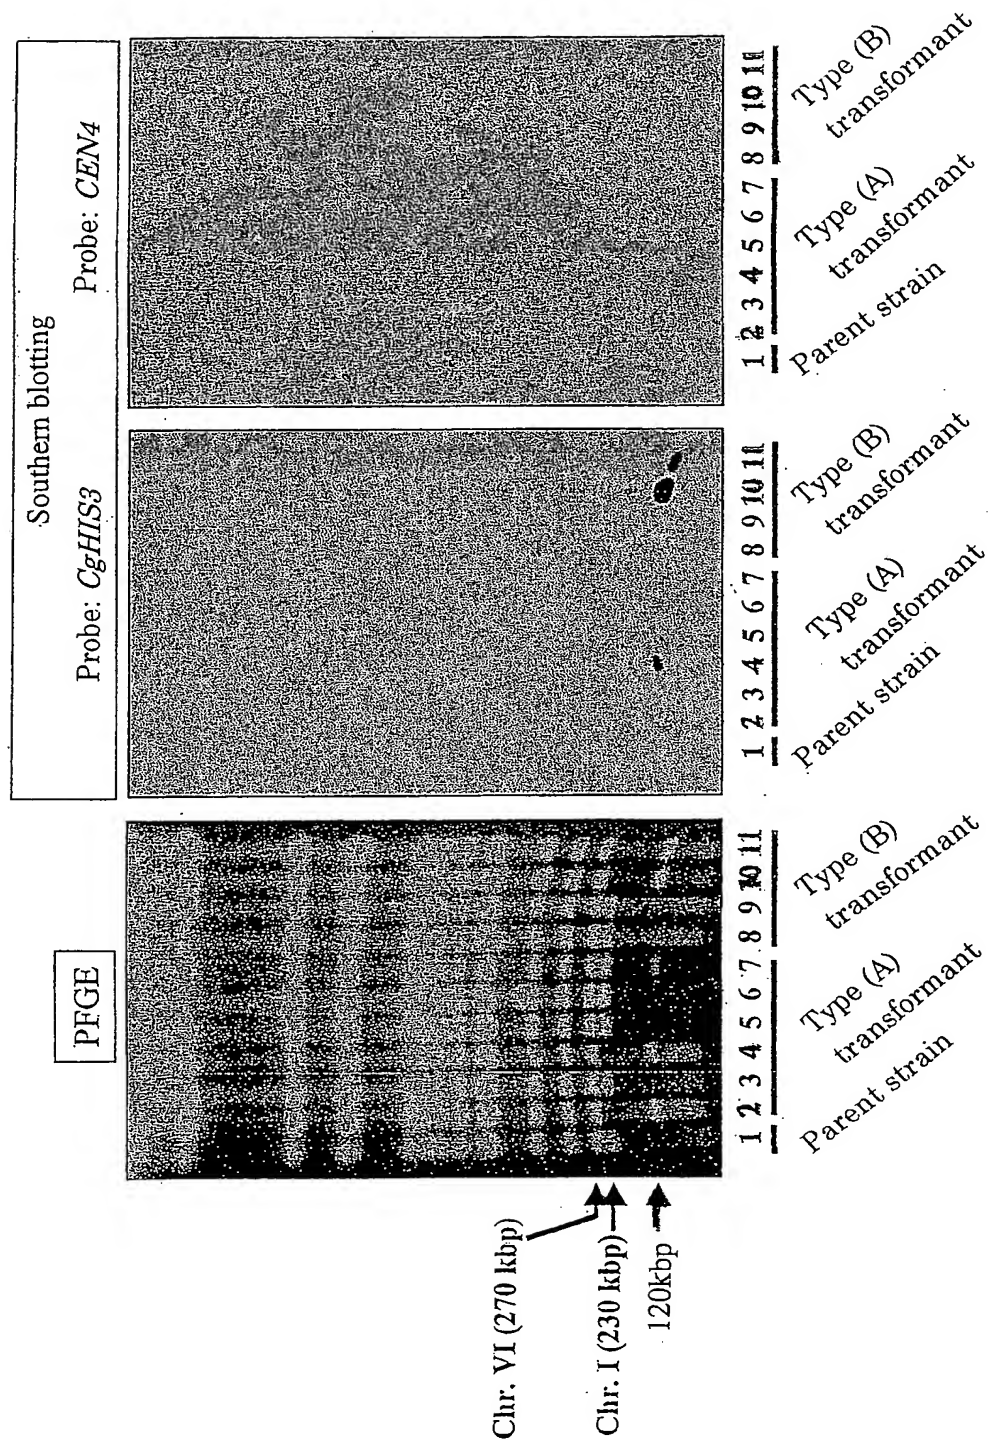 PFGE
Southern blotting
Probe: CgHIS3
Probe: CEN4
Chr. VI (270 kbp)
Chr. I (230 kbp)
120kbp
1 2 3 4 5 6 7 8 9 10 11
Parent strain
Type (A)
transformant
Type (B)
transformant
1 2 3 4 5 6 7 8 9 10 11
Parent strain
Type (A)
transformant
Type (B)
transformant
1 2 3 4 5 6 7 8 9 10 11
Parent strain
Type (A)
transformant
Type (B)
transformant